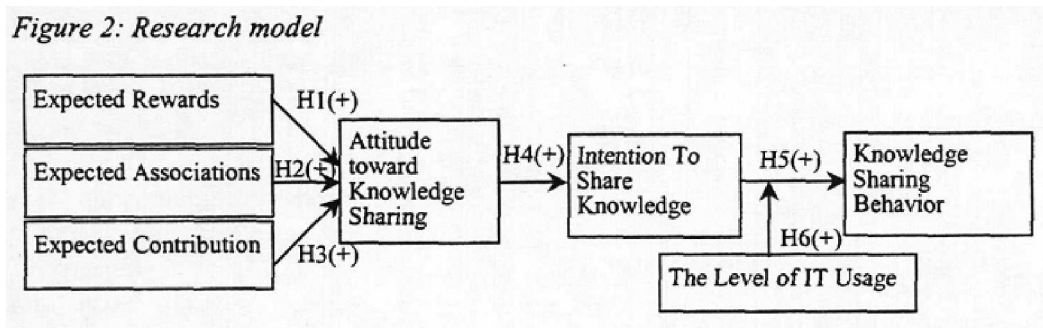 Figure 2: Research model
Expected Rewards
H1(+)
Expected Associations
H2(+)
Expected Contribution
H3(+)
Attitude
toward
Knowledge
Sharing
H4(+)
Intention To
Share
Knowledge
H5(+)
Knowledge
Sharing
Behavior
H6(+)
The Level of IT Usage